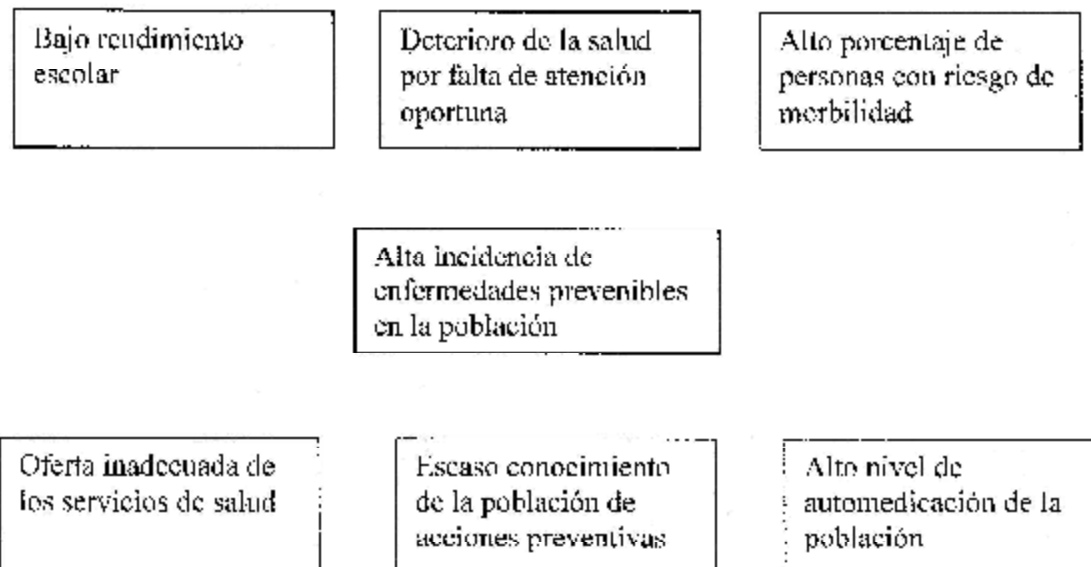 Bajo rendimiento
escolar
Deterioro de la salud
por falta de atención
oportuna
Alto porcentaje de
personas con riesgo de
morbilidad
Alta incidencia de
enfermedades prevenibles
en la población
Oferta inadecuada de
los servicios de salud
Escaso conocimiento
de la población de
acciones preventivas
Alto nivel de
automedicación de la
población